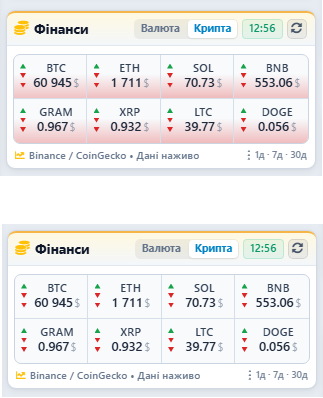 Фінанси Валюта Крипта 12:56
BTC ETH SOL BNB
60 945$ 1 711$ 70.73$ 553.06$
GRAM XRP LTC DOGE
0.967$ 0.932$ 39.77$ 0.056$
Binance / CoinGecko • Дані наживо ⋮ 1д · 7д · 30д
Фінанси Валюта Крипта 12:56
BTC ETH SOL BNB
60 945$ 1 711$ 70.73$ 553.06$
GRAM XRP LTC DOGE
0.967$ 0.932$ 39.77$ 0.056$
Binance / CoinGecko • Дані наживо ⋮ 1д · 7д · 30д